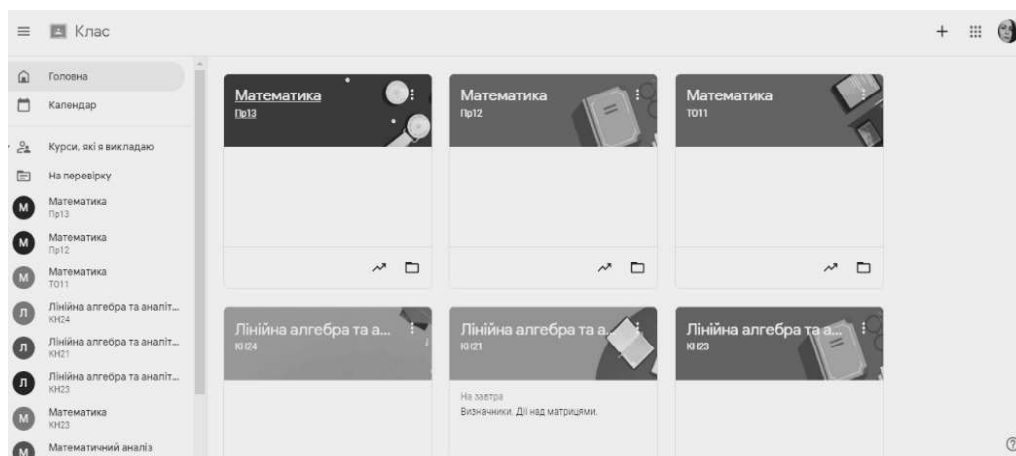 Клас
Головна
Календар
Курси, які я викладаю
На перевірку
М
Математика
Пр13
М
Математика
Пр12
М
Математика
ТО11
Л
Лінійна алгебра та аналіт...
КН24
Л
Лінійна алгебра та аналіт...
КН21
Л
Лінійна алгебра та аналіт...
КН23
М
Математика
КН23
М
Математичний аналіз
Математика
Пр13
Математика
Пр12
Математика
ТО11
Лінійна алгебра та а...
КН24
Лінійна алгебра та а...
КН21
На завтра
Визначники. Дії над матрицями.
Лінійна алгебра та а...
КН23